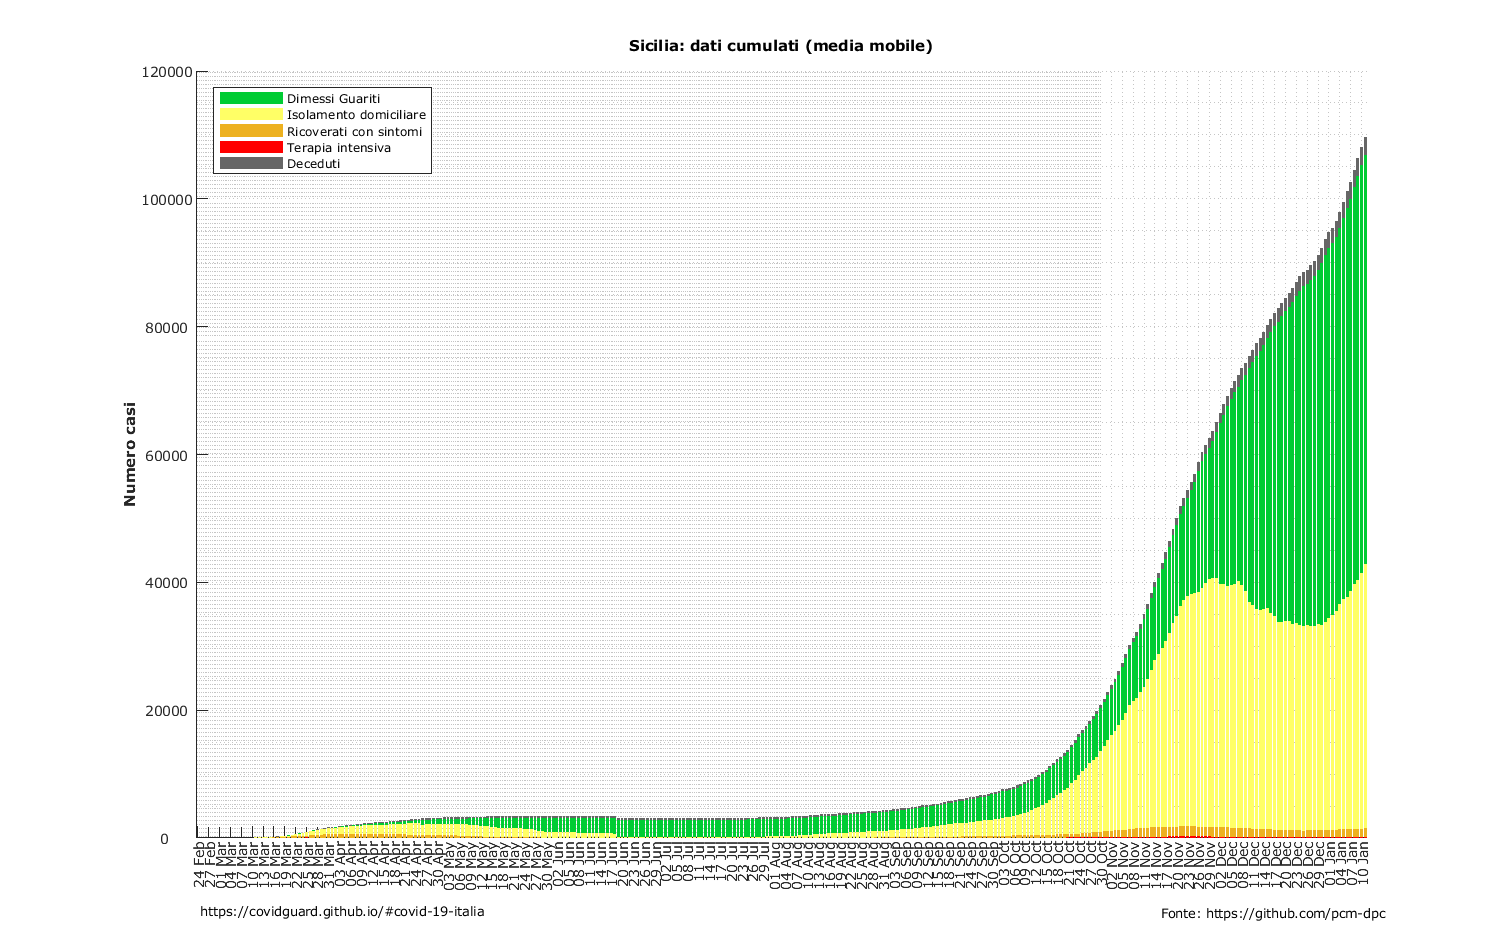 Sicilia: dati cumulati (media mobile)
120000
100000
80000
60000
40000
20000
0
Numero casi
Dimessi Guariti
Isolamento domiciliare
Ricoverati con sintomi
Terapia intensiva
Deceduti
24 Feb
27 Feb
01 Mar
04 Mar
07 Mar
10 Mar
13 Mar
16 Mar
19 Mar
22 Mar
25 Mar
28 Mar
31 Mar
03 Apr
06 Apr
09 Apr
12 Apr
15 Apr
18 Apr
21 Apr
24 Apr
27 Apr
30 Apr
03 May
06 May
09 May
12 May
15 May
18 May
21 May
24 May
27 May
30 May
02 Jun
05 Jun
08 Jun
11 Jun
14 Jun
17 Jun
20 Jun
23 Jun
26 Jun
29 Jun
02 Jul
05 Jul
08 Jul
11 Jul
14 Jul
17 Jul
20 Jul
23 Jul
26 Jul
29 Jul
01 Aug
04 Aug
07 Aug
10 Aug
13 Aug
16 Aug
19 Aug
22 Aug
25 Aug
28 Aug
31 Aug
03 Sep
06 Sep
09 Sep
12 Sep
15 Sep
18 Sep
21 Sep
24 Sep
27 Sep
30 Sep
03 Oct
06 Oct
09 Oct
12 Oct
15 Oct
18 Oct
21 Oct
24 Oct
27 Oct
30 Oct
02 Nov
05 Nov
08 Nov
11 Nov
14 Nov
17 Nov
20 Nov
23 Nov
26 Nov
29 Nov
02 Dec
05 Dec
08 Dec
11 Dec
14 Dec
17 Dec
20 Dec
23 Dec
26 Dec
29 Dec
01 Jan
04 Jan
07 Jan
10 Jan
https://covidguard.github.io/#covid-19-italia
Fonte: https://github.com/pcm-dpc